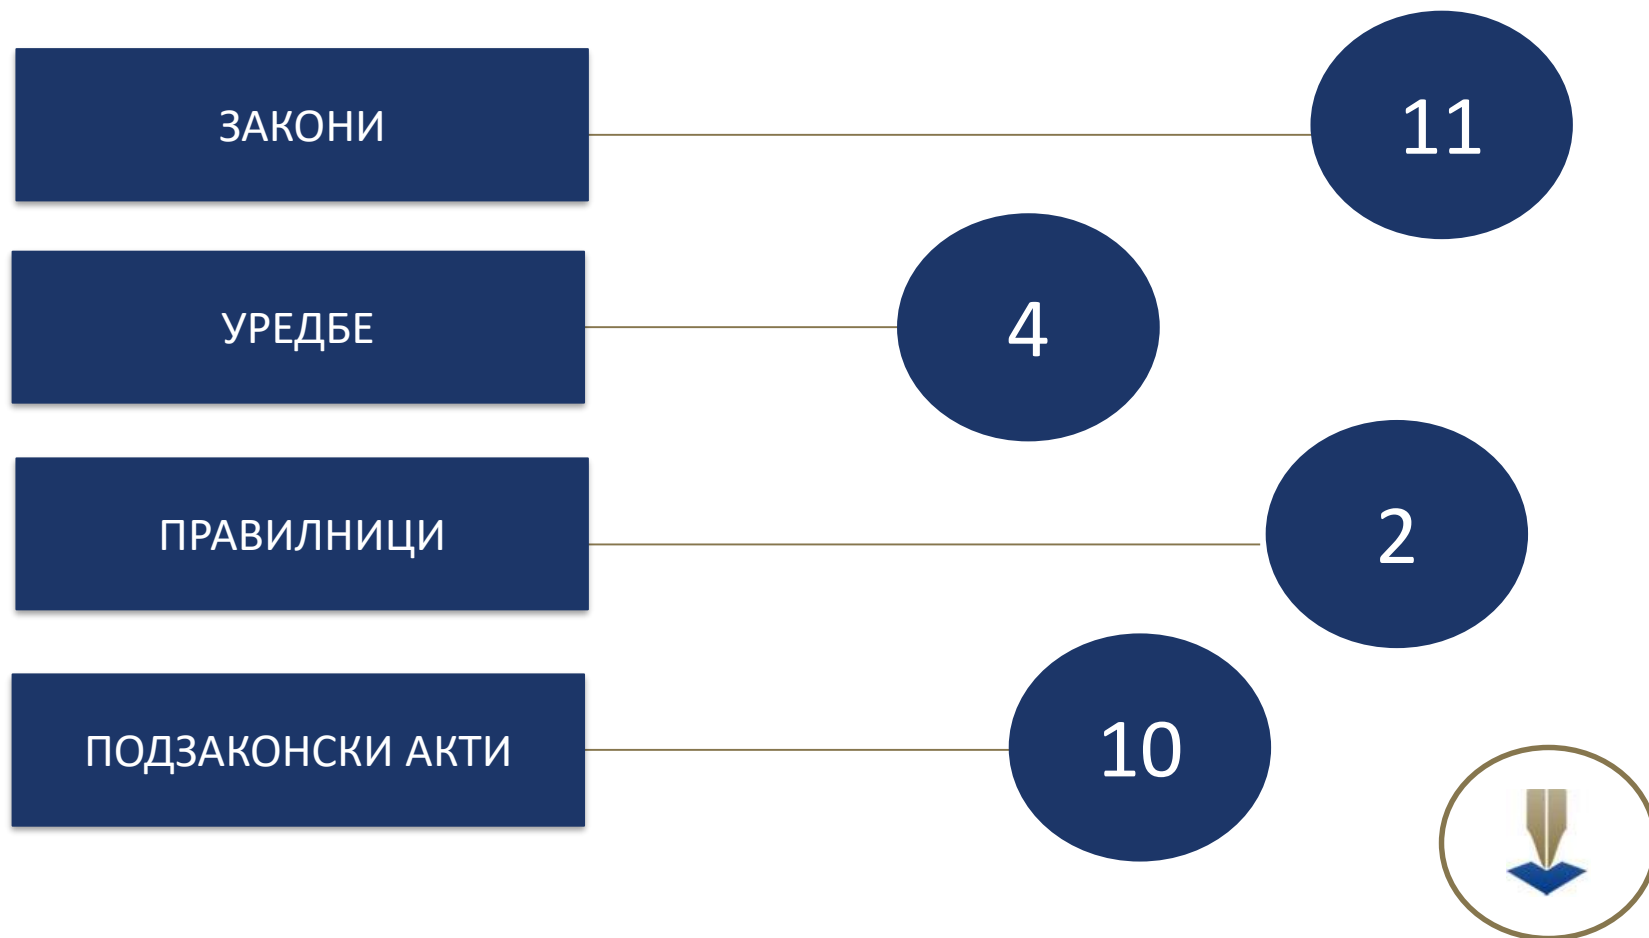 ЗАКОНИ
11
УРЕДБЕ
4
ПРАВИЛНИЦИ
2
ПОДЗАКОНСКИ АКТИ
10